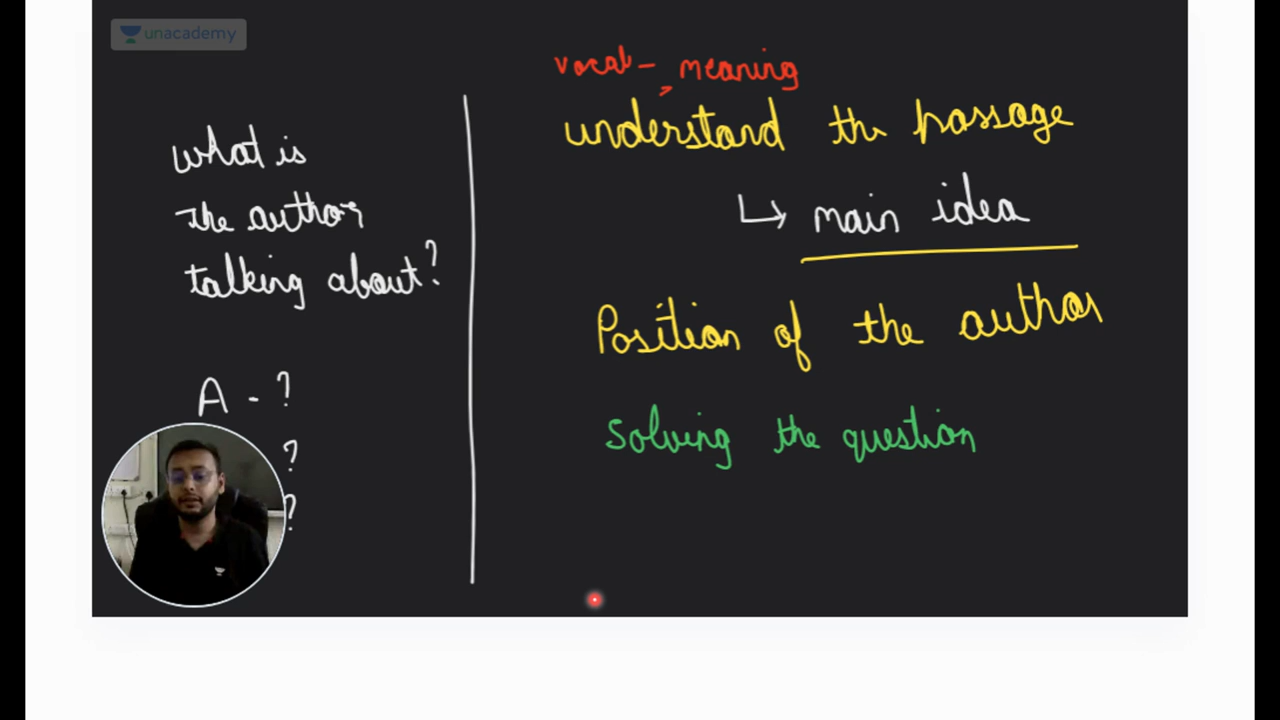 unacademy
what is
the author
talking about?
A - ?
?
?
vocab - meaning
understand the passage
↳ main idea
Position of the author
Solving the question